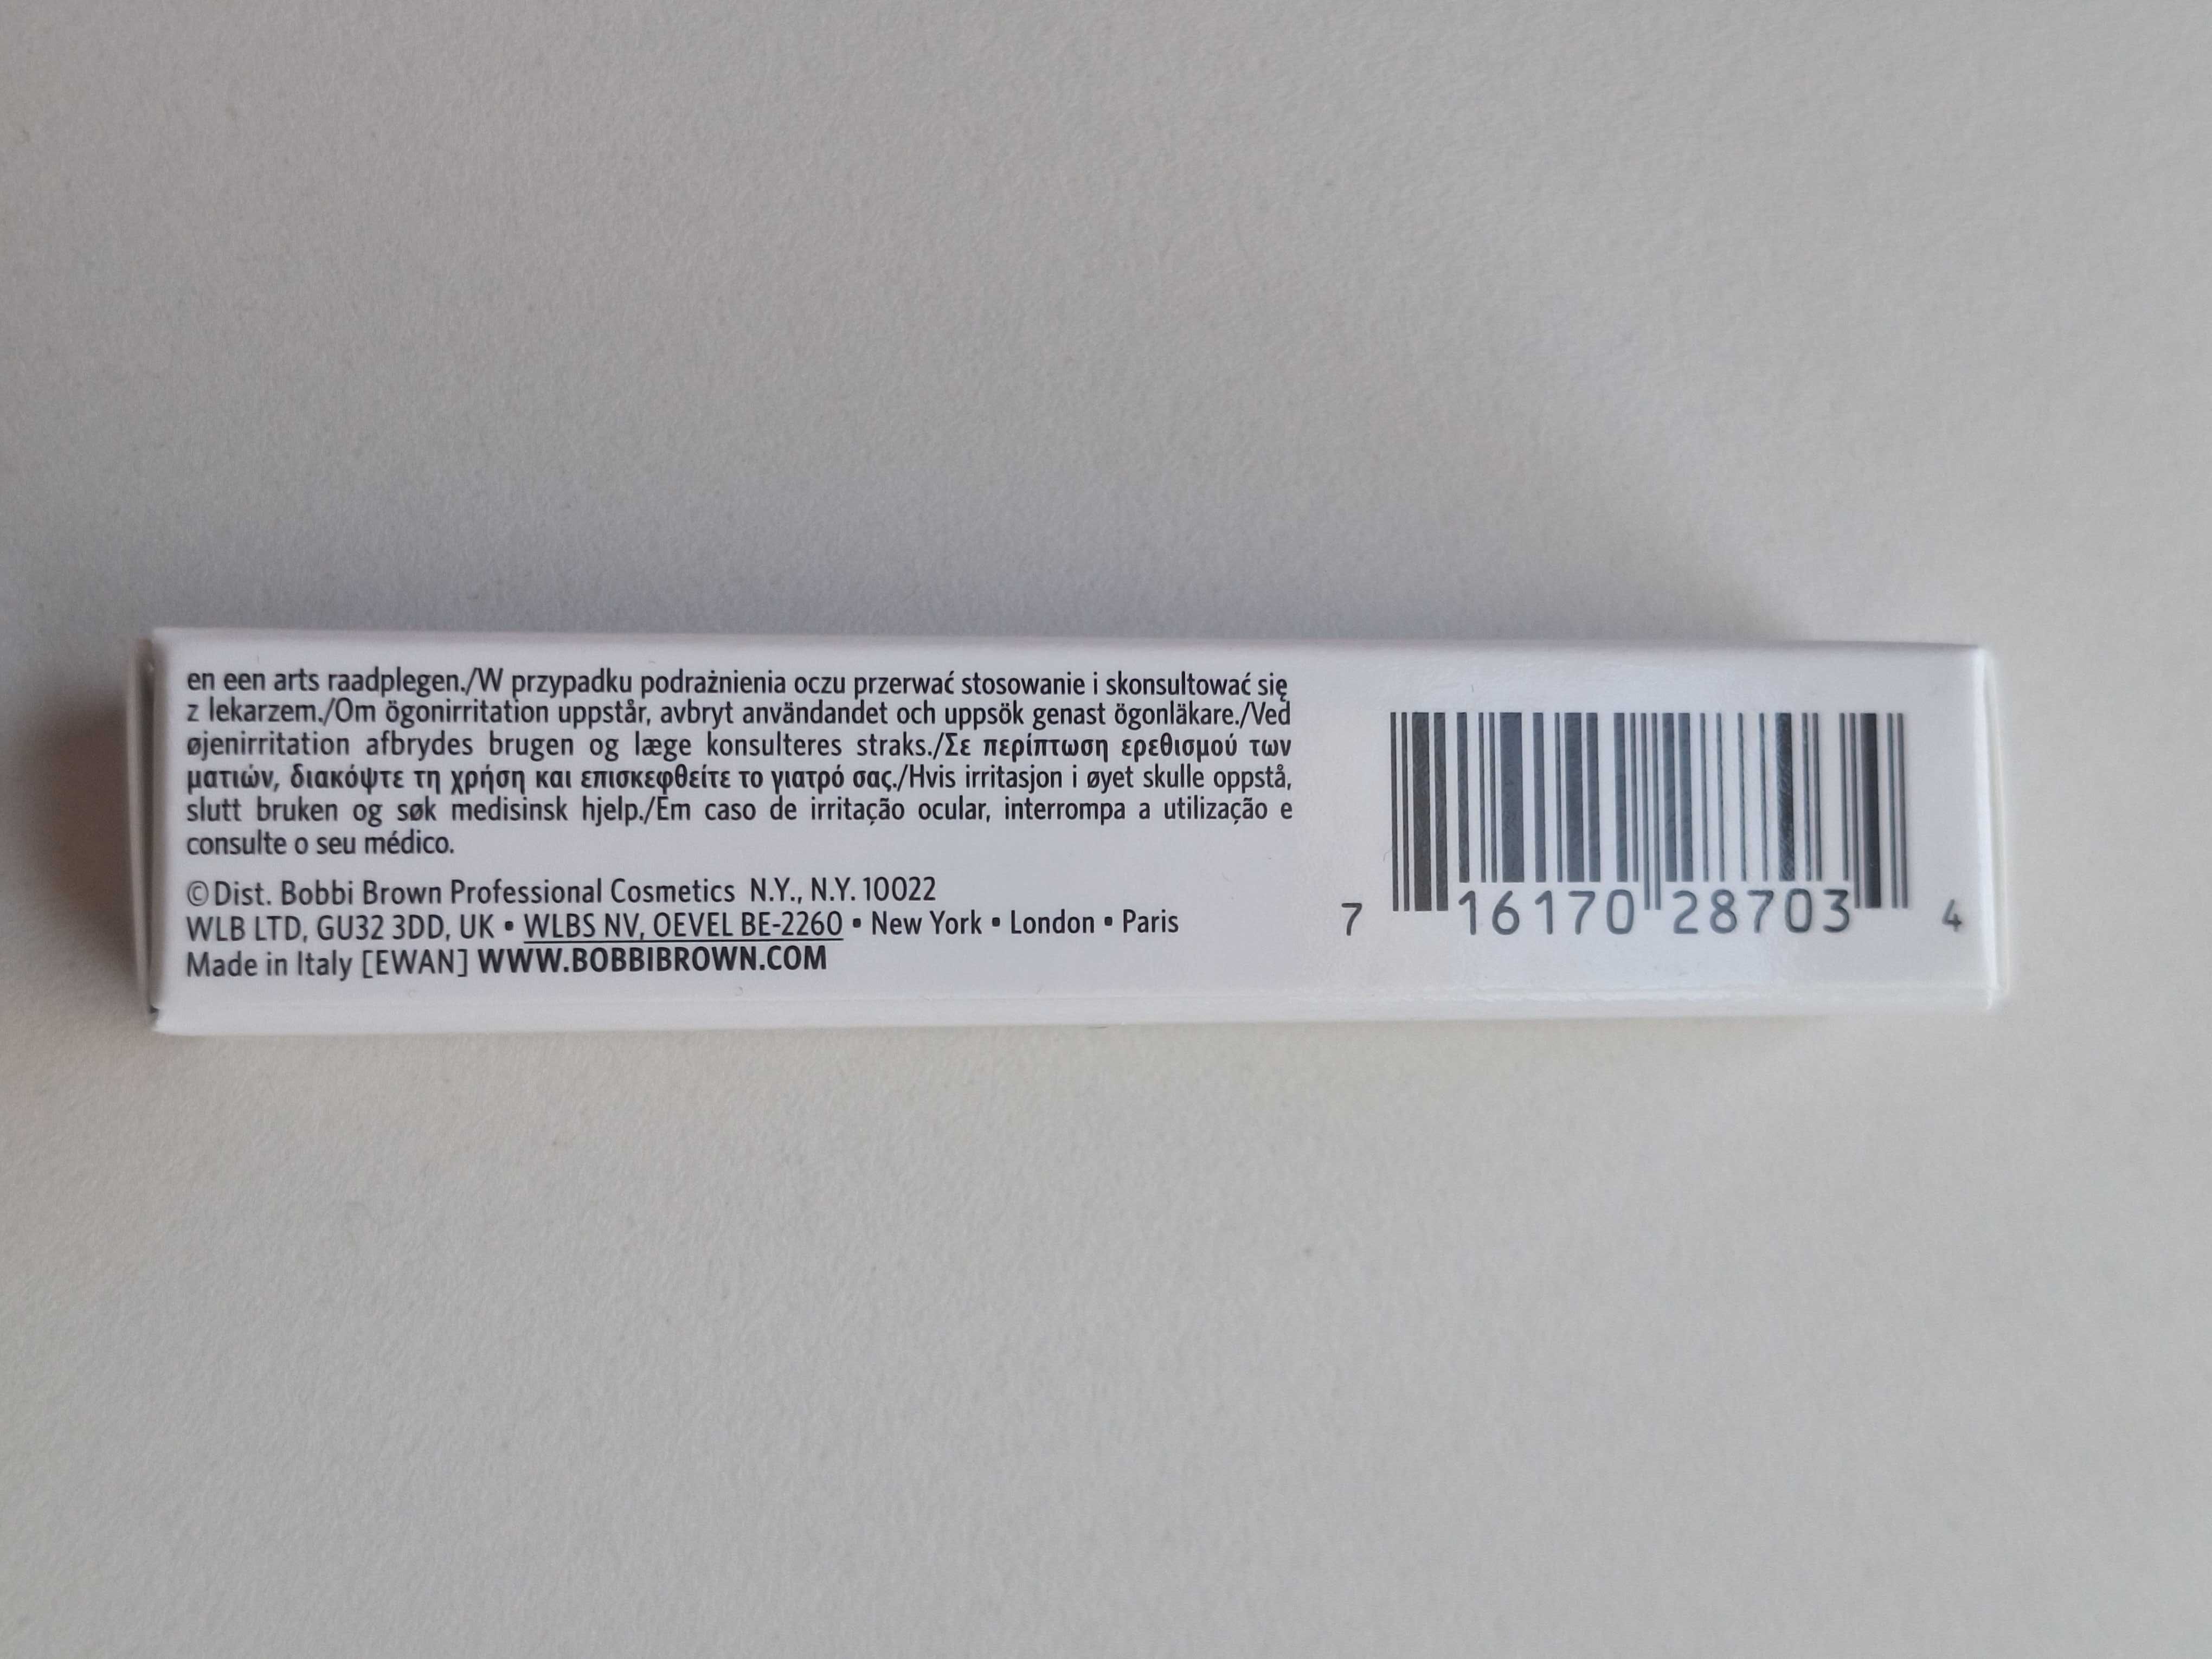 en een arts raadplegen./W przypadku podrażnienia oczu przerwać stosowanie i skonsultować się
z lekarzem./Om ögonirritation uppstår, avbryt användandet och uppsök genast ögonläkare./Ved
øjenirritation afbrydes brugen og læge konsulteres straks./Σε περίπτωση ερεθισμού των
ματιών, διακόψτε τη χρήση και επισκεφθείτε το γιατρό σας./Hvis irritasjon i øyet skulle oppstå,
slutt bruken og søk medisinsk hjelp./Em caso de irritação ocular, interrompa a utilização e
consulte o seu médico.
© Dist. Bobbi Brown Professional Cosmetics N.Y., N.Y. 10022
WLB LTD, GU32 3DD, UK • WLBS NV, OEVEL BE-2260 • New York • London • Paris
Made in Italy [EWAN] WWW.BOBBIBROWN.COM
7 16170 28703 4